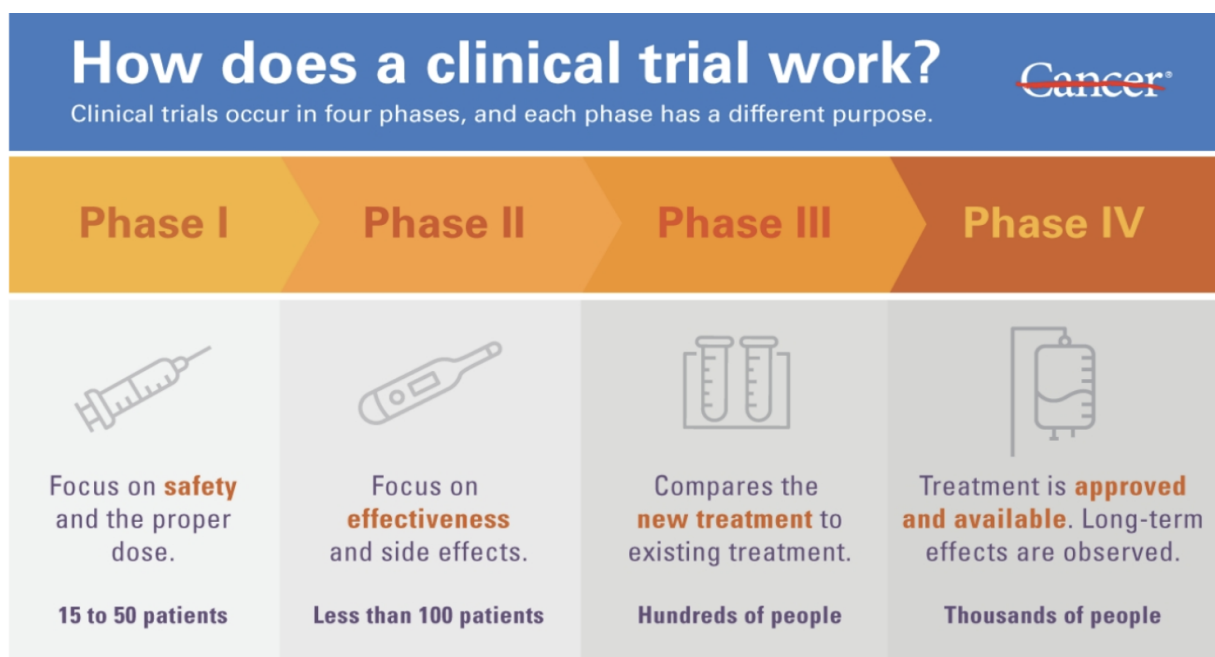 How does a clinical trial work?
Clinical trials occur in four phases, and each phase has a different purpose.
Cancer®
Phase I
Phase II
Phase III
Phase IV
Focus on safety
and the proper
dose.
15 to 50 patients
Focus on
effectiveness
and side effects.
Less than 100 patients
Compares the
new treatment to
existing treatment.
Hundreds of people
Treatment is approved
and available. Long-term
effects are observed.
Thousands of people